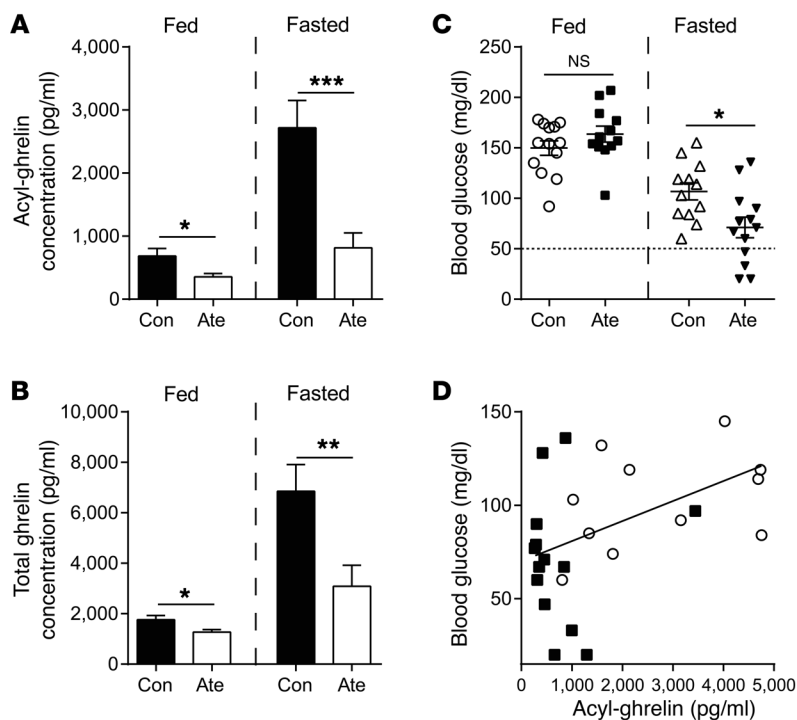 A
Fed
Fasted
Acyl-ghrelin
concentration (pg/ml)
4,000
3,000
2,000
1,000
0
*
***
Con
Ate
Con
Ate
B
Fed
Fasted
Total ghrelin
concentration (pg/ml)
10,000
8,000
6,000
4,000
2,000
0
*
**
Con
Ate
Con
Ate
C
Fed
Fasted
Blood glucose (mg/dl)
250
200
150
100
50
0
NS
*
Con
Ate
Con
Ate
D
Blood glucose (mg/dl)
150
100
50
0
1,000
2,000
3,000
4,000
5,000
Acyl-ghrelin (pg/ml)